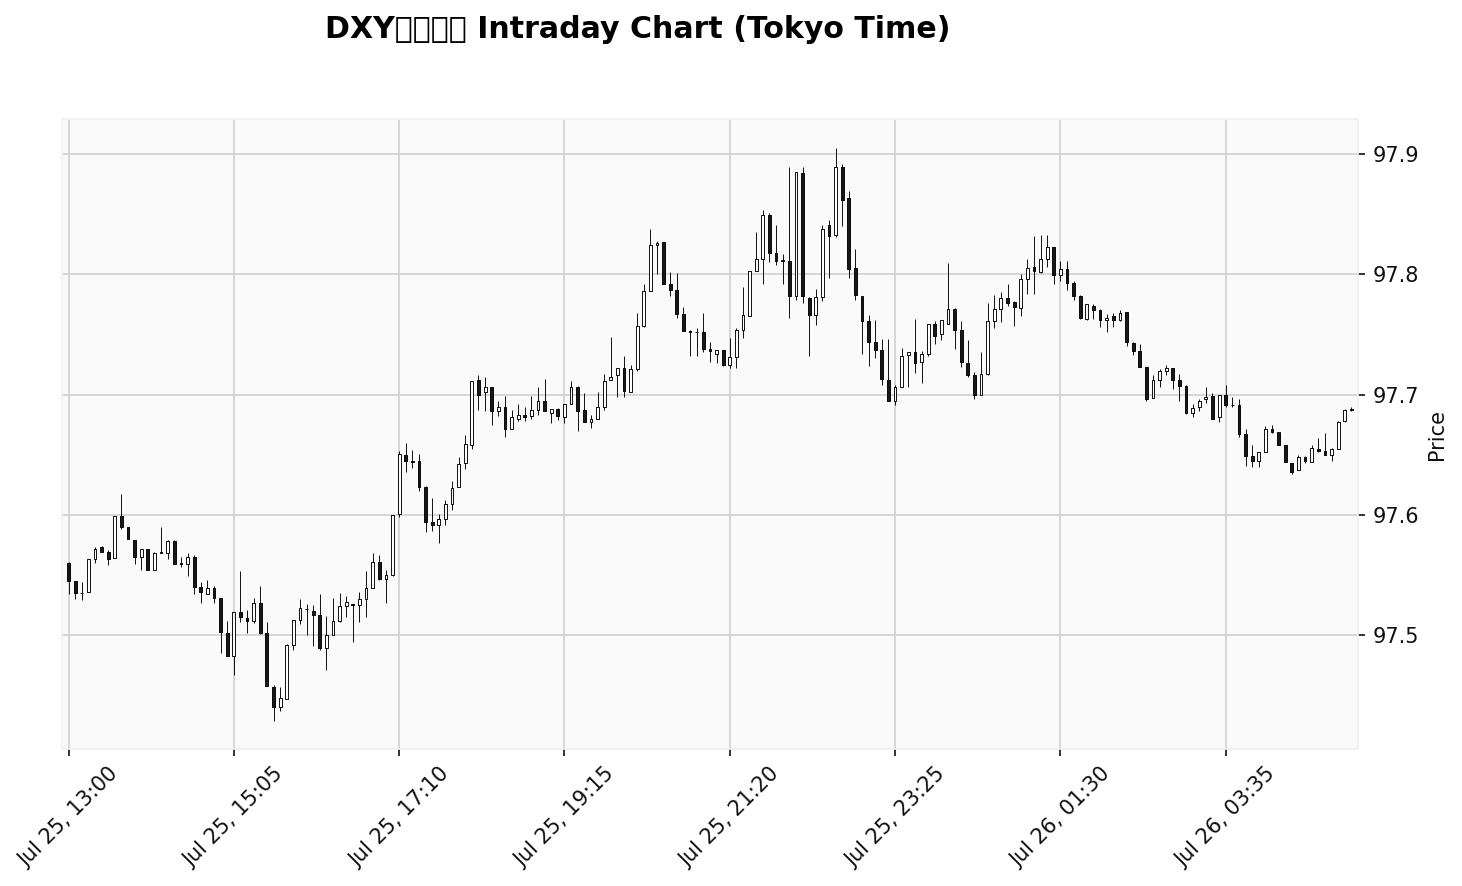 DXY Intraday Chart (Tokyo Time)
97.9
97.8
97.7
97.6
97.5
Price
Jul 25, 13:00
Jul 25, 15:05
Jul 25, 17:10
Jul 25, 19:15
Jul 25, 21:20
Jul 25, 23:25
Jul 26, 01:30
Jul 26, 03:35